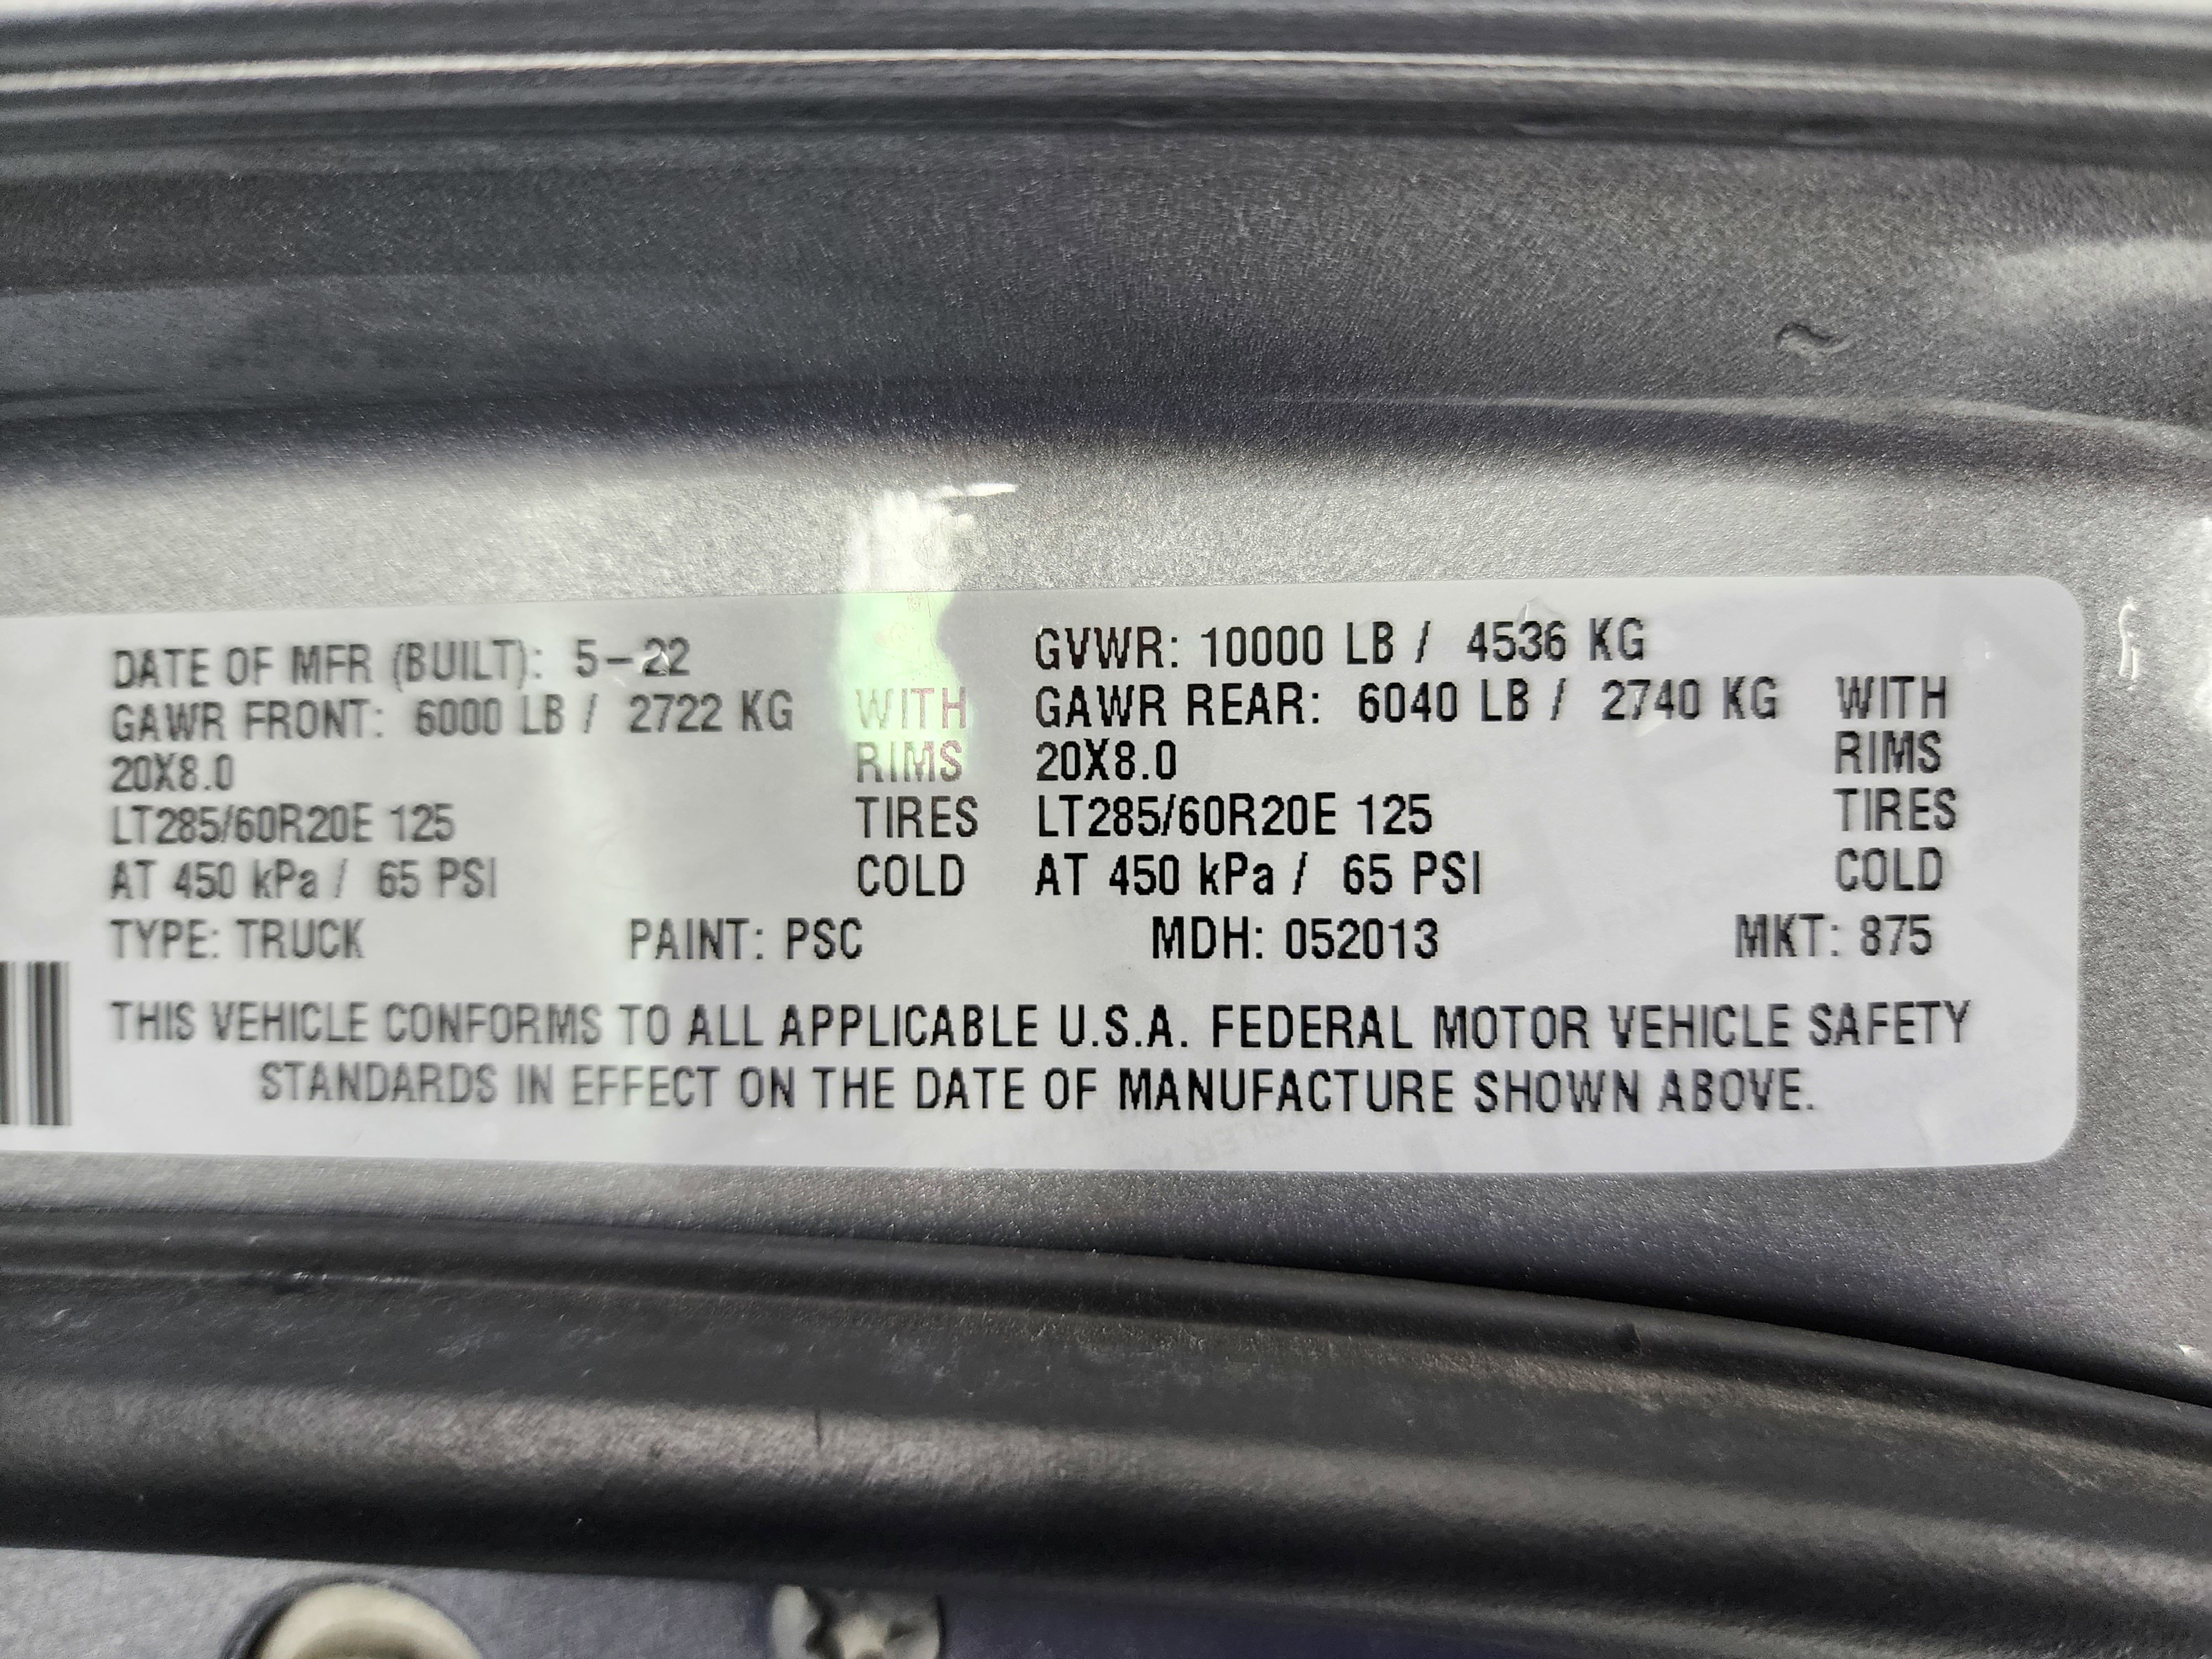 DATE OF MFR (BUILT): 5-22 GVWR: 10000 LB / 4536 KG
GAWR FRONT: 6000 LB / 2722 KG WITH GAWR REAR: 6040 LB / 2740 KG WITH
20X8.0 RIMS 20X8.0 RIMS
LT285/60R20E 125 TIRES LT285/60R20E 125 TIRES
AT 450 kPa / 65 PSI COLD AT 450 kPa / 65 PSI COLD
TYPE: TRUCK PAINT: PSC MDH: 052013 MKT: 875
THIS VEHICLE CONFORMS TO ALL APPLICABLE U.S.A. FEDERAL MOTOR VEHICLE SAFETY
STANDARDS IN EFFECT ON THE DATE OF MANUFACTURE SHOWN ABOVE.